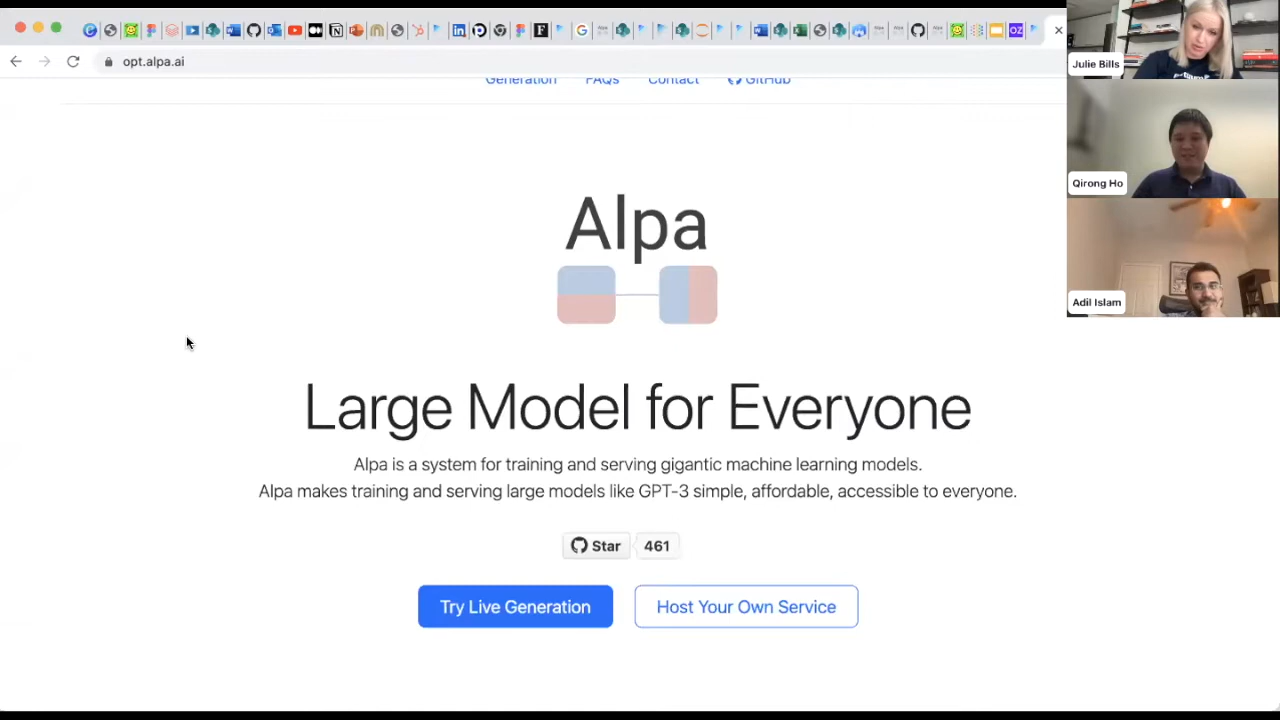 opt.alpa.ai
Generation FAQs Contact GitHub
Alpa
Large Model for Everyone
Alpa is a system for training and serving gigantic machine learning models.
Alpa makes training and serving large models like GPT-3 simple, affordable, accessible to everyone.
Star 461
Try Live Generation Host Your Own Service
Julie Bills
Qirong Ho
Adil Islam